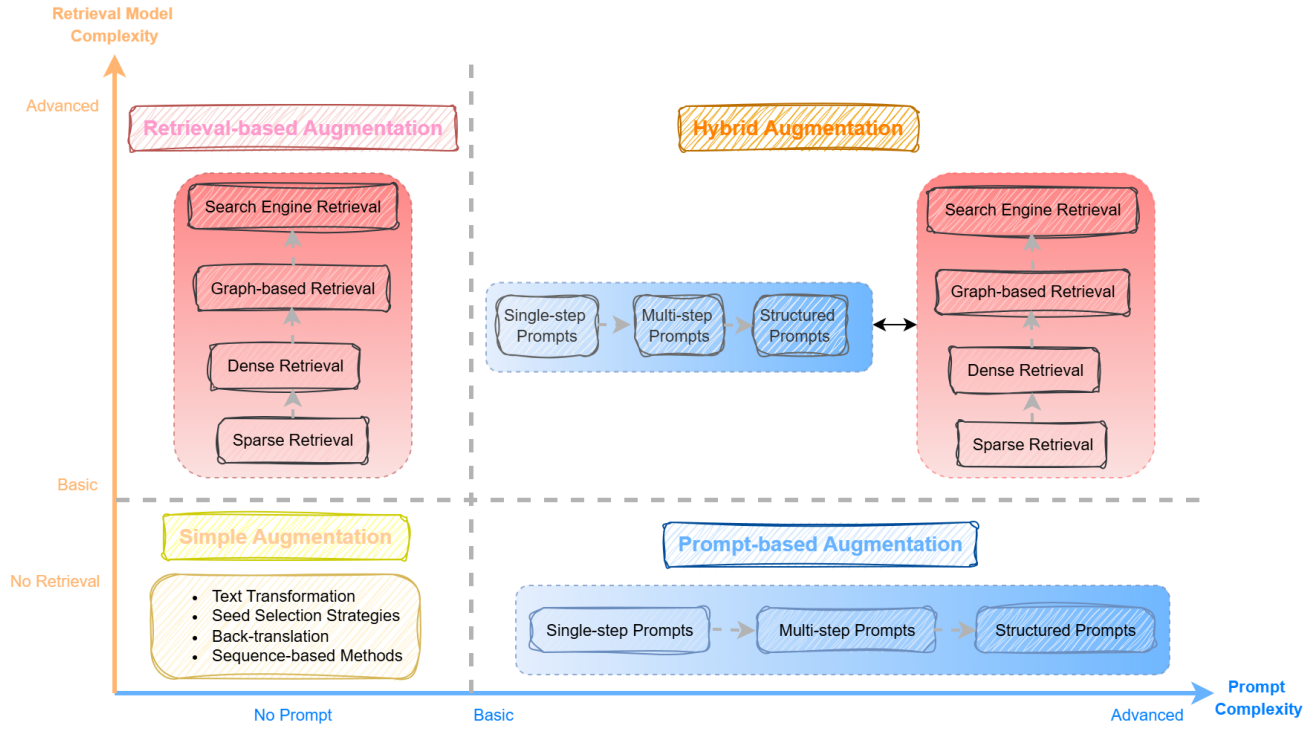 Retrieval Model
Complexity
Advanced
Retrieval-based Augmentation
Hybrid Augmentation
Search Engine Retrieval
Graph-based Retrieval
Dense Retrieval
Sparse Retrieval
Single-step
Prompts
Multi-step
Prompts
Structured
Prompts
Search Engine Retrieval
Graph-based Retrieval
Dense Retrieval
Sparse Retrieval
Basic
Simple Augmentation
Prompt-based Augmentation
No Retrieval
• Text Transformation
• Seed Selection Strategies
• Back-translation
• Sequence-based Methods
Single-step Prompts
Multi-step Prompts
Structured Prompts
No Prompt
Basic
Advanced
Prompt
Complexity